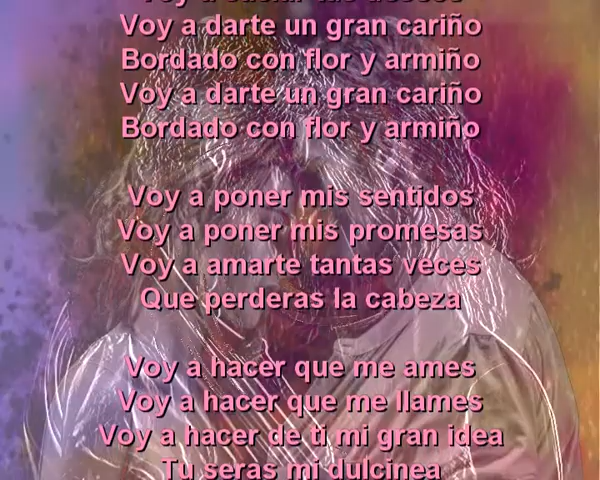 Voy a darte un gran cariño
Bordado con flor y armiño
Voy a darte un gran cariño
Bordado con flor y armiño
Voy a poner mis sentidos
Voy a poner mis promesas
Voy a amarte tantas veces
Que perderas la cabeza
Voy a hacer que me ames
Voy a hacer que me llames
Voy a hacer de ti mi gran idea
Tu seras mi dulcinea